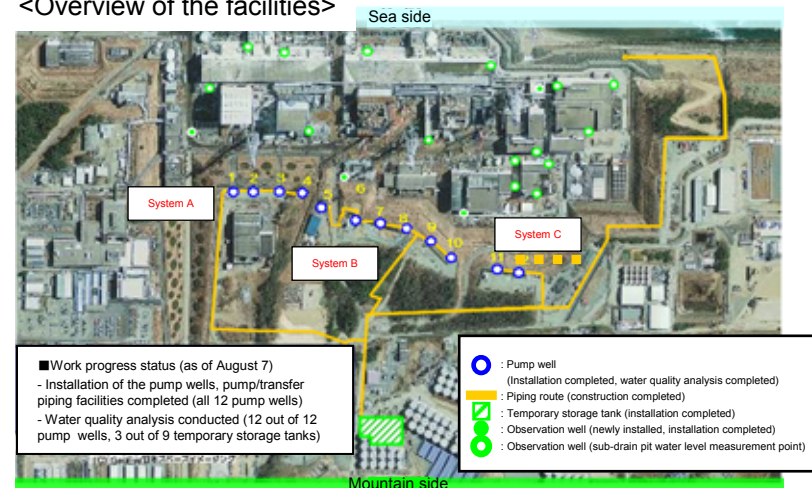 <Overview of the facilities>
Sea side
1 2 3 4
5
6
7
8
9
10
11
12
System A
System B
System C
■Work progress status (as of August 7)
- Installation of the pump wells, pump/transfer
piping facilities completed (all 12 pump wells)
- Water quality analysis conducted (12 out of 12
pump wells, 3 out of 9 temporary storage tanks)
: Pump well
(Installation completed, water quality analysis completed)
: Piping route (construction completed)
: Temporary storage tank (installation completed)
: Observation well (newly installed, installation completed)
: Observation well (sub-drain pit water level measurement point)
Mountain side